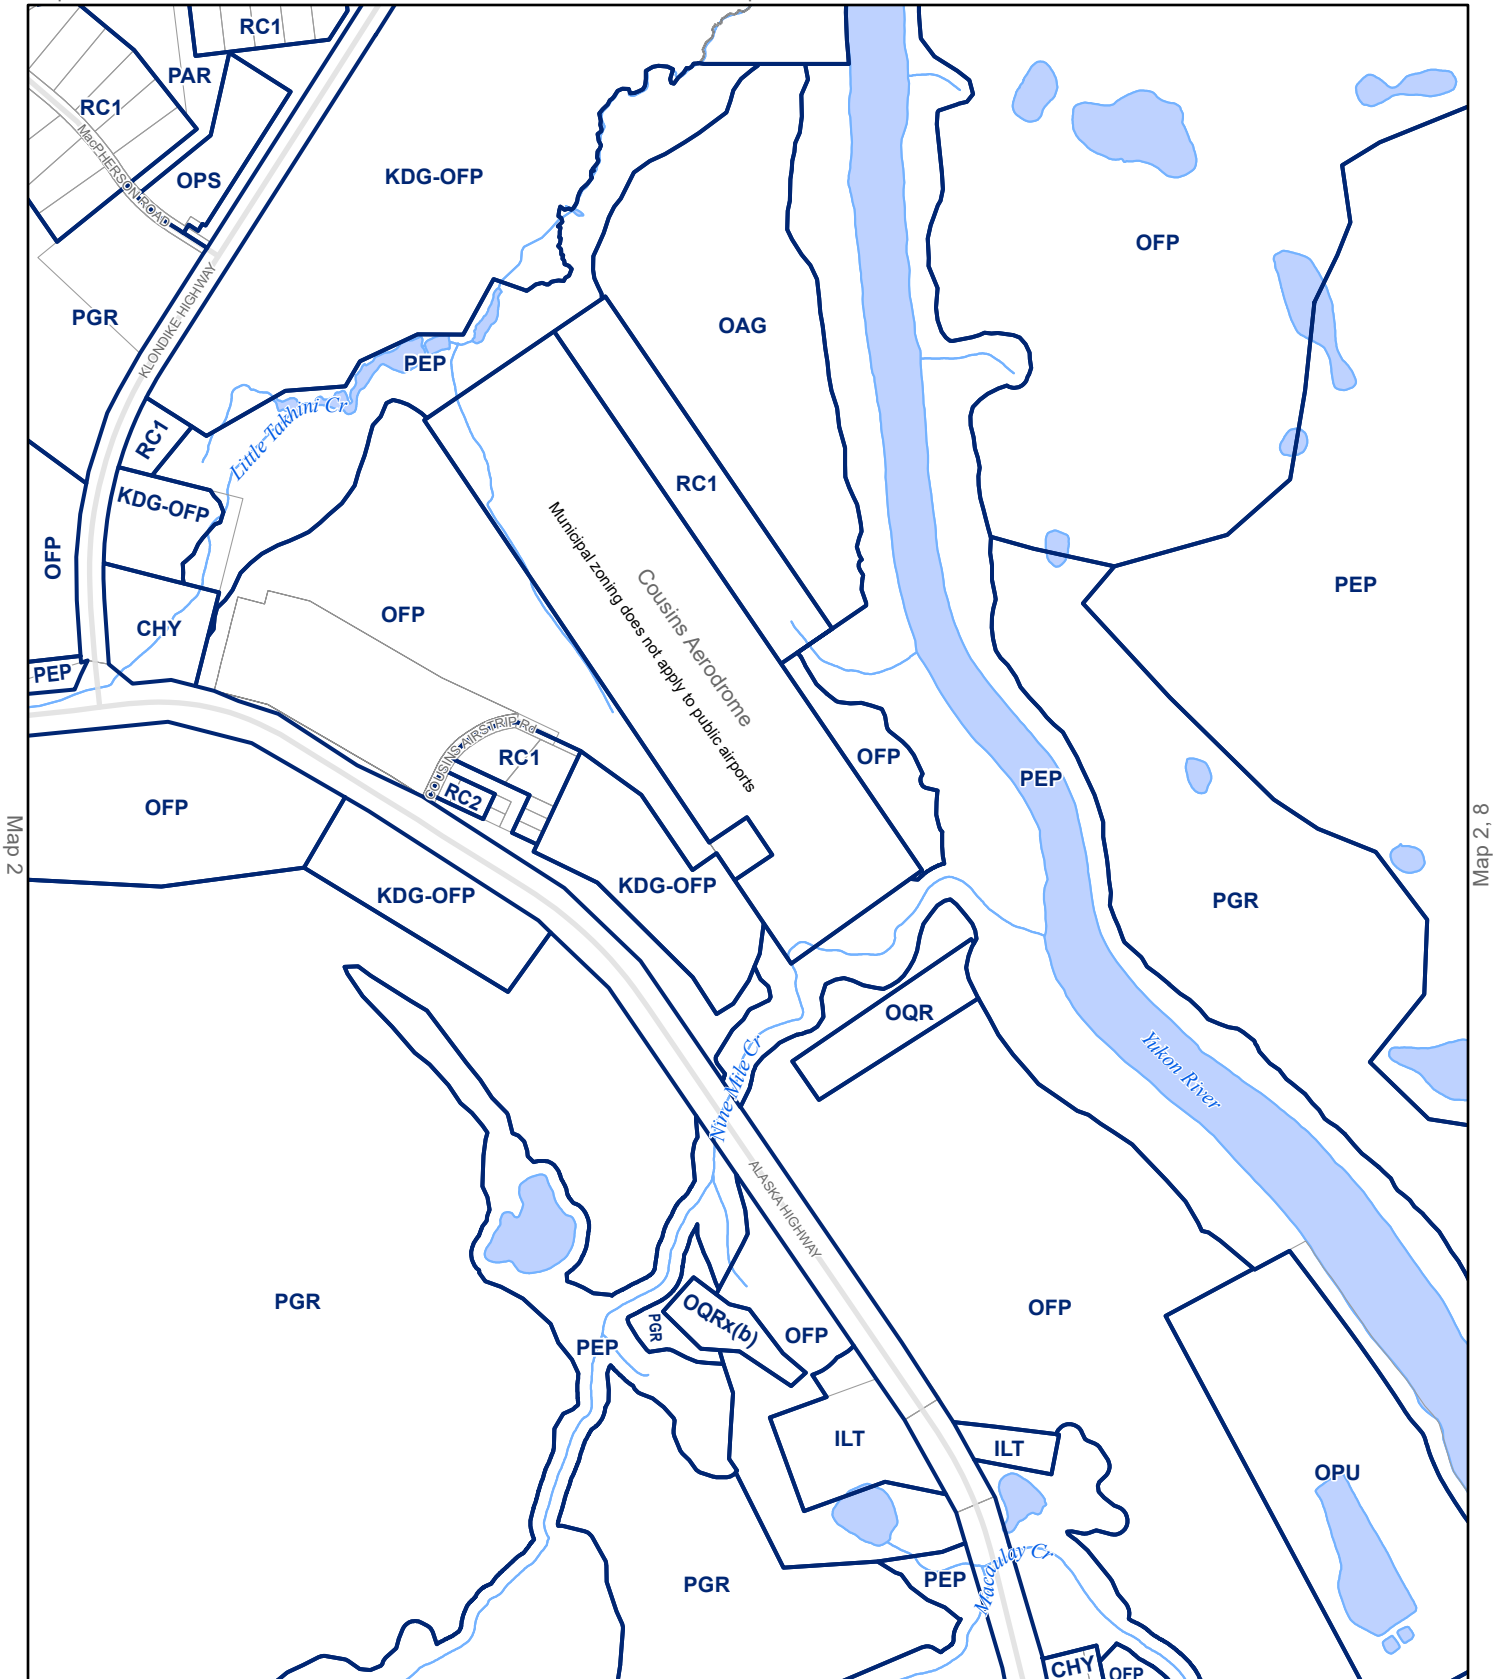 RC1
PAR
RC1
MacPHERSON ROAD
OPS
KDG-OFP
OFP
PGR
KLONDIKE HIGHWAY
OAG
PEP
Little Takhini Cr
RC1
RC1
KDG-OFP
OFP
Municipal zoning does not apply to public airports
Cousins Aerodrome
PEP
OFP
CHY
PEP
COUSINS AIRSTRIP Rd
RC1
OFP
PEP
RC2
OFP
Map 2
Map 2, 8
KDG-OFP
KDG-OFP
PGR
OQR
Nine Mile Cr
Yukon River
ALASKA HIGHWAY
PGR
OFP
OQRx(b)
PGR
OFP
PEP
ILT
ILT
OPU
Macaulay Cr
PEP
PGR
CHY
OFP